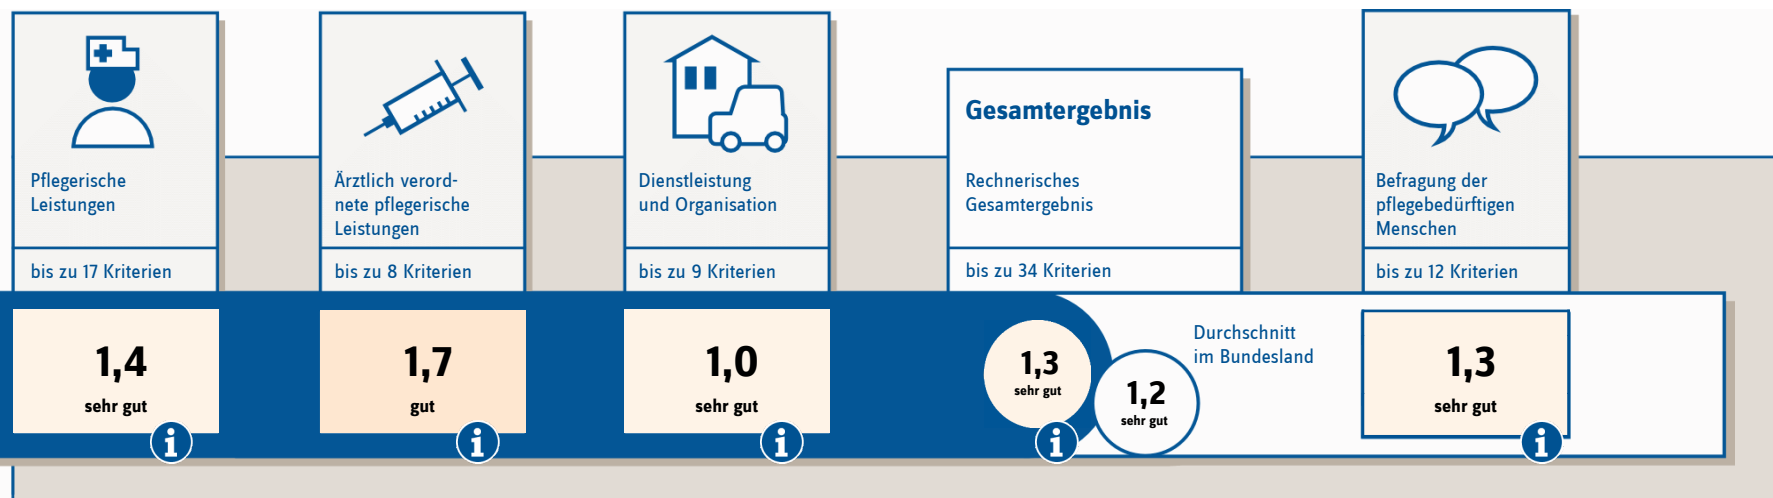 Pflegerische
Leistungen
bis zu 17 Kriterien
1,4
sehr gut
i
Ärztlich verord-
nete pflegerische
Leistungen
bis zu 8 Kriterien
1,7
gut
i
Dienstleistung
und Organisation
bis zu 9 Kriterien
1,0
sehr gut
i
Gesamtergebnis
Rechnerisches
Gesamtergebnis
bis zu 34 Kriterien
1,3
sehr gut
i
1,2
sehr gut
Durchschnitt
im Bundesland
Befragung der
pflegebedürftigen
Menschen
bis zu 12 Kriterien
1,3
sehr gut
i